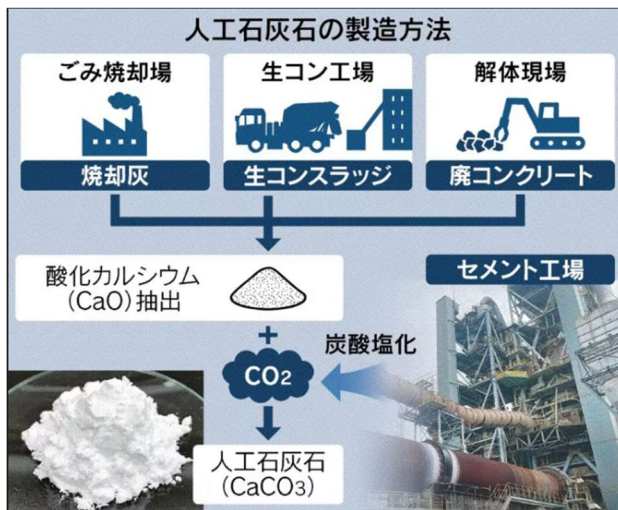 人工石灰石の製造方法
ごみ焼却場
生コン工場
解体現場
焼却灰
生コンスラッジ
廃コンクリート
酸化カルシウム
(CaO)抽出
セメント工場
+
炭酸塩化
CO2
人工石灰石
(CaCO3)